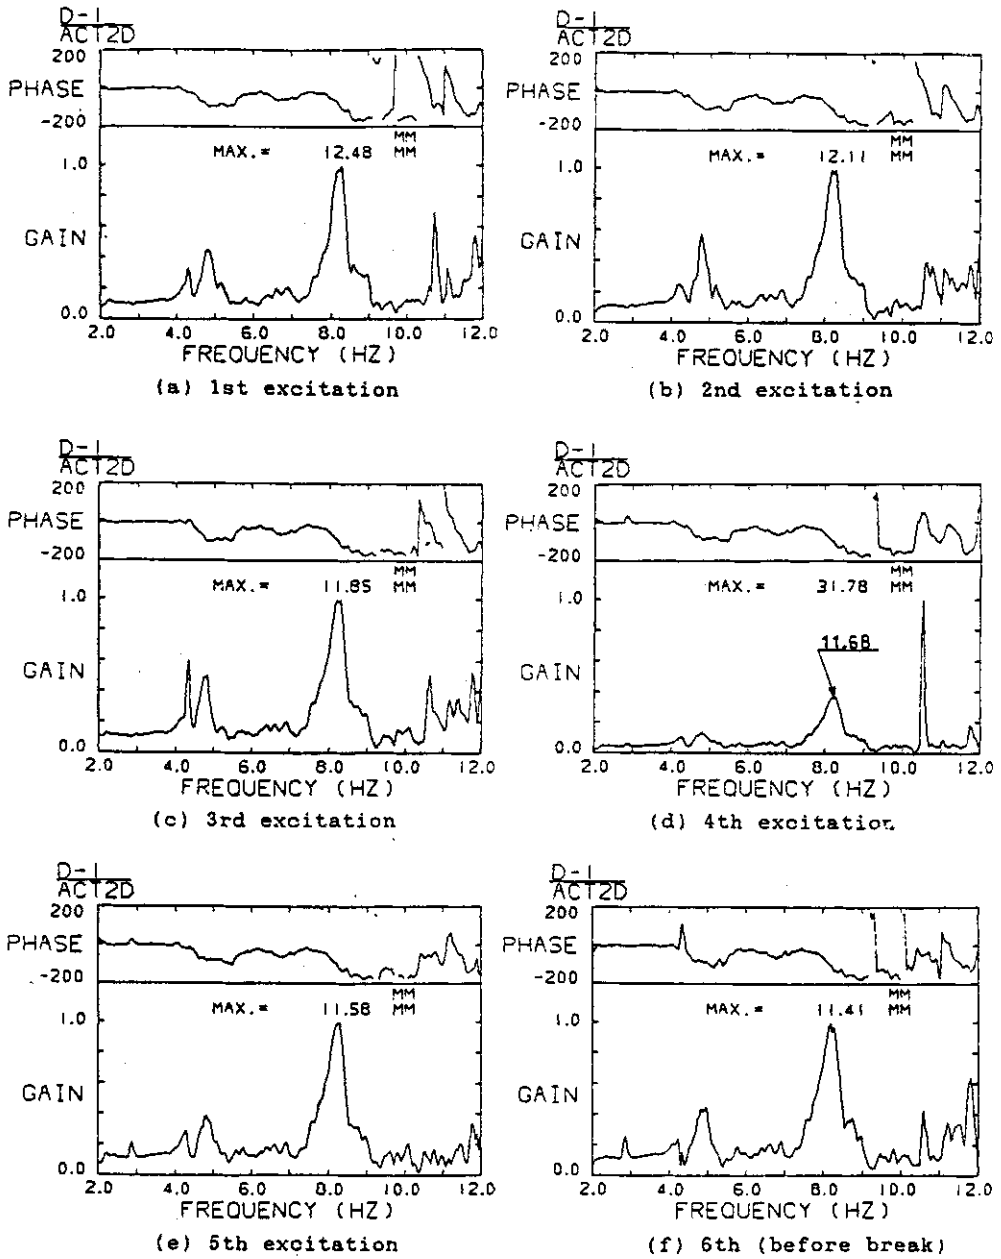 D-1
ACT2D
200
PHASE
-200
MM
MAX.= 12.48 MM
1.0
GAIN
0.0
2.0 4.0 6.0 8.0 10.0 12.0
FREQUENCY (HZ)
(a) 1st excitation
D-1
ACT2D
200
PHASE
-200
MM
MAX.= 12.11 MM
1.0
GAIN
0.0
2.0 4.0 6.0 8.0 10.0 12.0
FREQUENCY (HZ)
(b) 2nd excitation
D-1
ACT2D
200
PHASE
-200
MM
MAX.= 11.85 MM
1.0
GAIN
0.0
2.0 4.0 6.0 8.0 10.0 12.0
FREQUENCY (HZ)
(c) 3rd excitation
D-1
ACT2D
200
PHASE
-200
MM
MAX.= 31.78 MM
1.0
11.68
GAIN
0.0
2.0 4.0 6.0 8.0 10.0 12.0
FREQUENCY (HZ)
(d) 4th excitation
D-1
ACT2D
200
PHASE
-200
MM
MAX.= 11.58 MM
1.0
GAIN
0.0
2.0 4.0 6.0 8.0 10.0 12.0
FREQUENCY (HZ)
(e) 5th excitation
D-1
ACT2D
200
PHASE
-200
MM
MAX.= 11.41 MM
1.0
GAIN
0.0
2.0 4.0 6.0 8.0 10.0 12.0
FREQUENCY (HZ)
(f) 6th (before break)